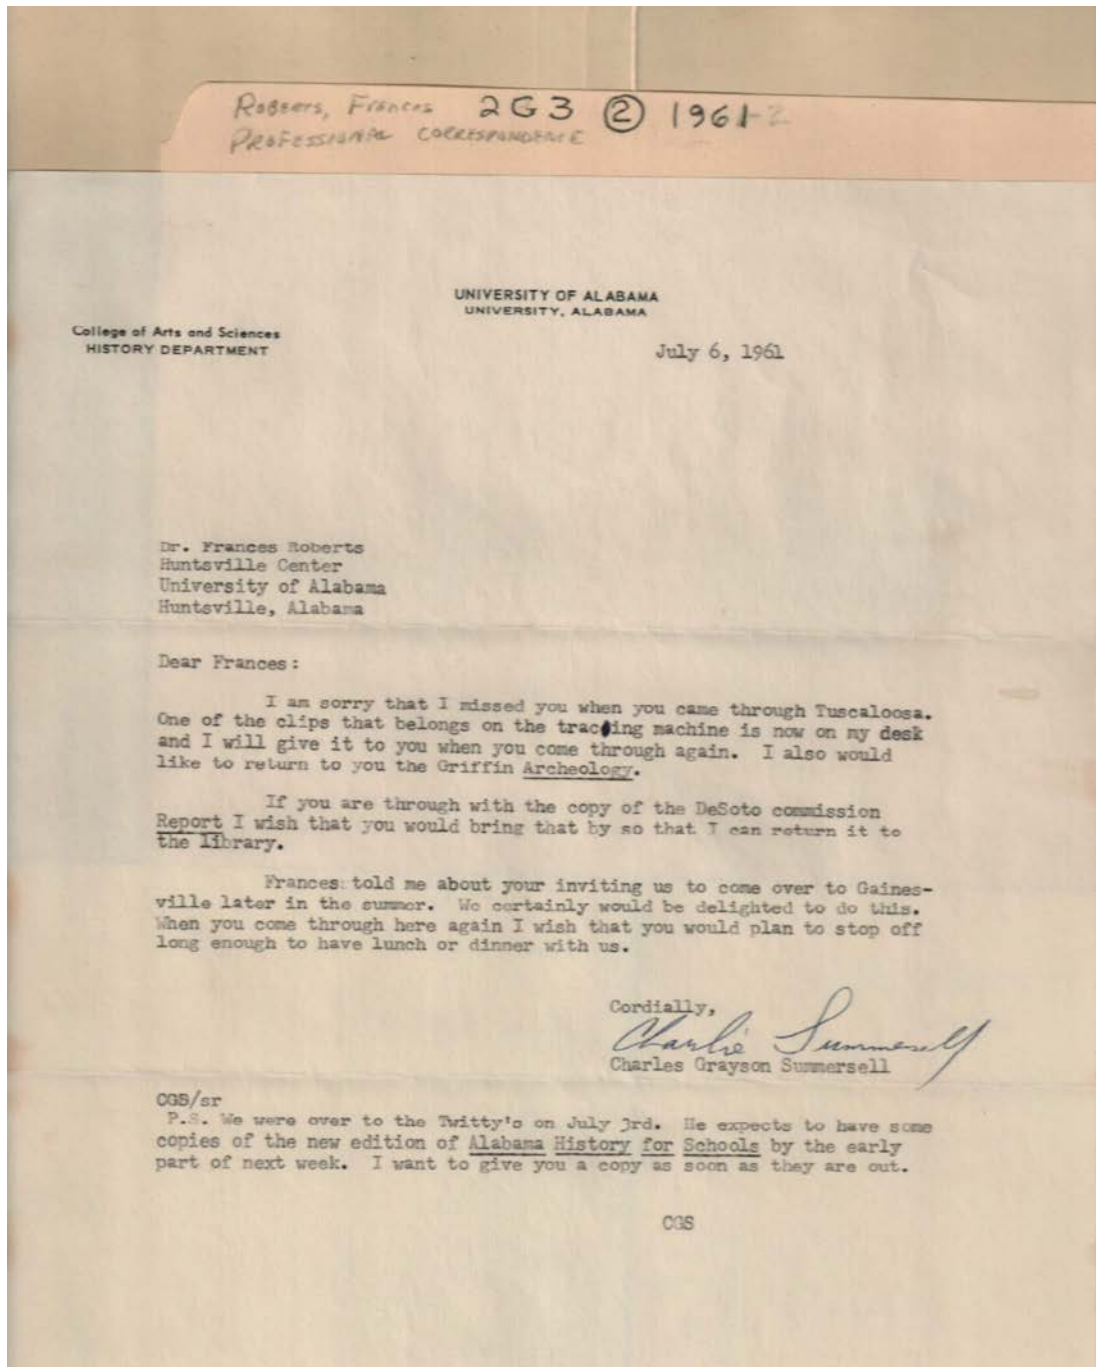 Roberts, Frances 2G3 ② 1961-2
PROFESSIONAL CORRESPONDENCE
UNIVERSITY OF ALABAMA
UNIVERSITY, ALABAMA
College of Arts and Sciences
HISTORY DEPARTMENT
July 6, 1961
Dr. Frances Roberts
Huntsville Center
University of Alabama
Huntsville, Alabama
Dear Frances:
I am sorry that I missed you when you came through Tuscaloosa.
One of the clips that belongs on the tracing machine is now on my desk
and I will give it to you when you come through again. I also would
like to return to you the Griffin Archeology.
If you are through with the copy of the DeSoto commission
Report I wish that you would bring that by so that I can return it to
the library.
Frances told me about your inviting us to come over to Gaines-
ville later in the summer. We certainly would be delighted to do this.
When you come through here again I wish that you would plan to stop off
long enough to have lunch or dinner with us.
Cordially,
Charlie Summersell
Charles Grayson Summersell
CGS/sr
P.S. We were over to the Twitty's on July 3rd. He expects to have some
copies of the new edition of Alabama History for Schools by the early
part of next week. I want to give you a copy as soon as they are out.
CGS